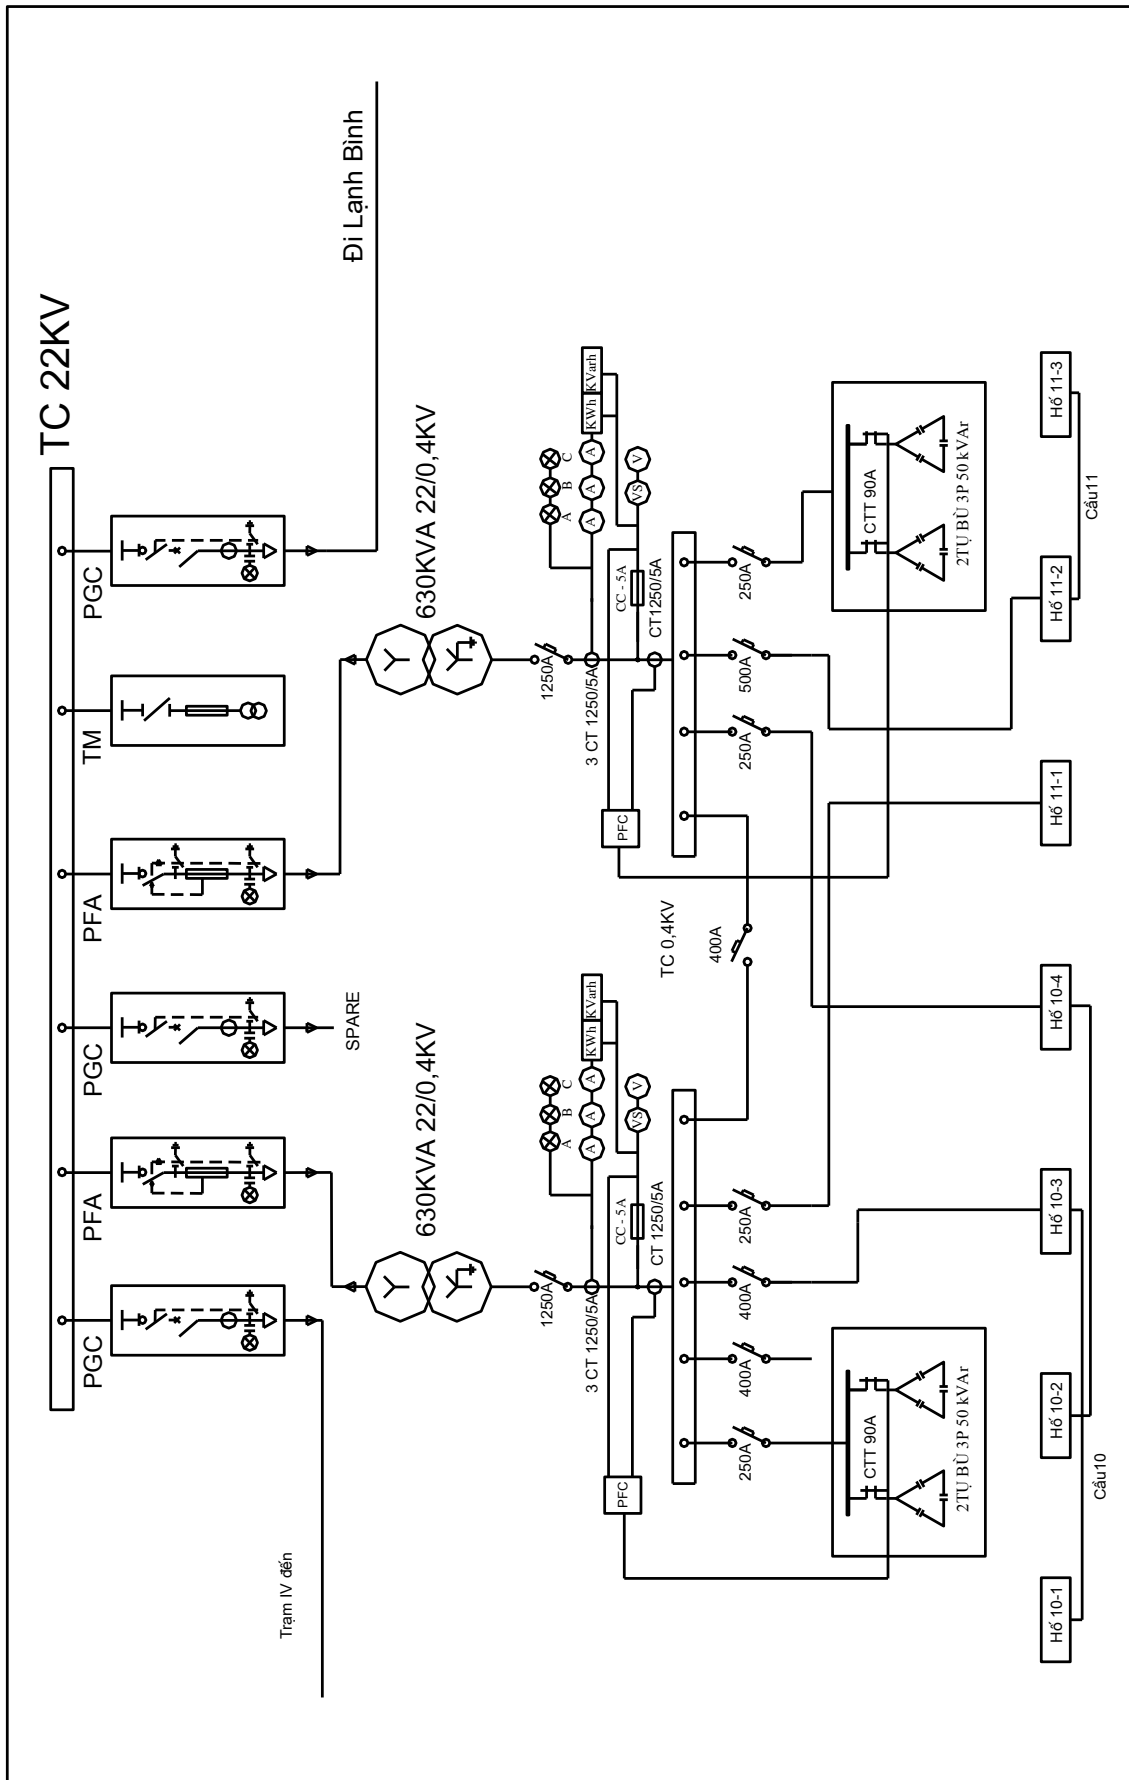 TC 22KV
PGC
PFA
PGC
PFA
TM
PGC
Trạm IV đến
SPARE
Đi Lạnh Bình
630KVA 22/0,4KV
630KVA 22/0,4KV
1250A
1250A
3 CT 1250/5A
3 CT 1250/5A
A
B
C
A
B
C
A
A
A
KWh
KVarh
A
A
A
KWh
KVarh
VS
V
VS
V
CC - 5A
CC - 5A
CT 1250/5A
CT1250/5A
PFC
PFC
TC 0,4KV
400A
250A
400A
400A
250A
250A
500A
250A
CTT 90A
2TỤ BÙ 3P 50 kVAr
CTT 90A
2TỤ BÙ 3P 50 kVAr
Hố 10-1
Hố 10-2
Hố 10-3
Hố 10-4
Hố 11-1
Hố 11-2
Hố 11-3
Cầu10
Cầu11